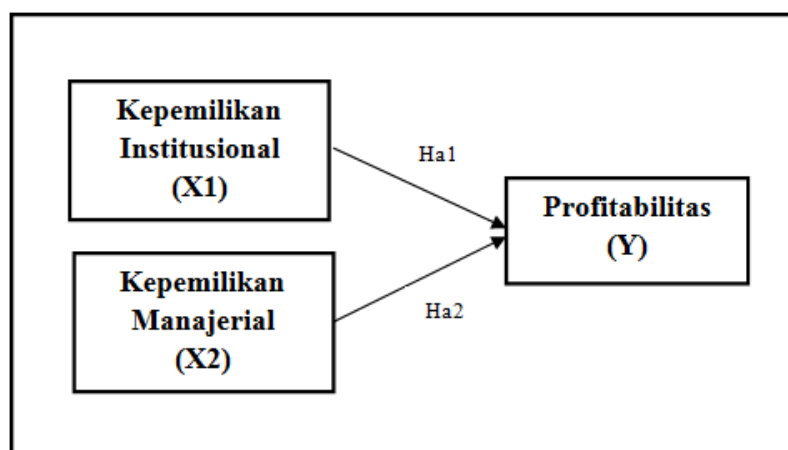 Kepemilikan
Institusional
(X1)
Ha1
Profitabilitas
(Y)
Kepemilikan
Manajerial
(X2)
Ha2